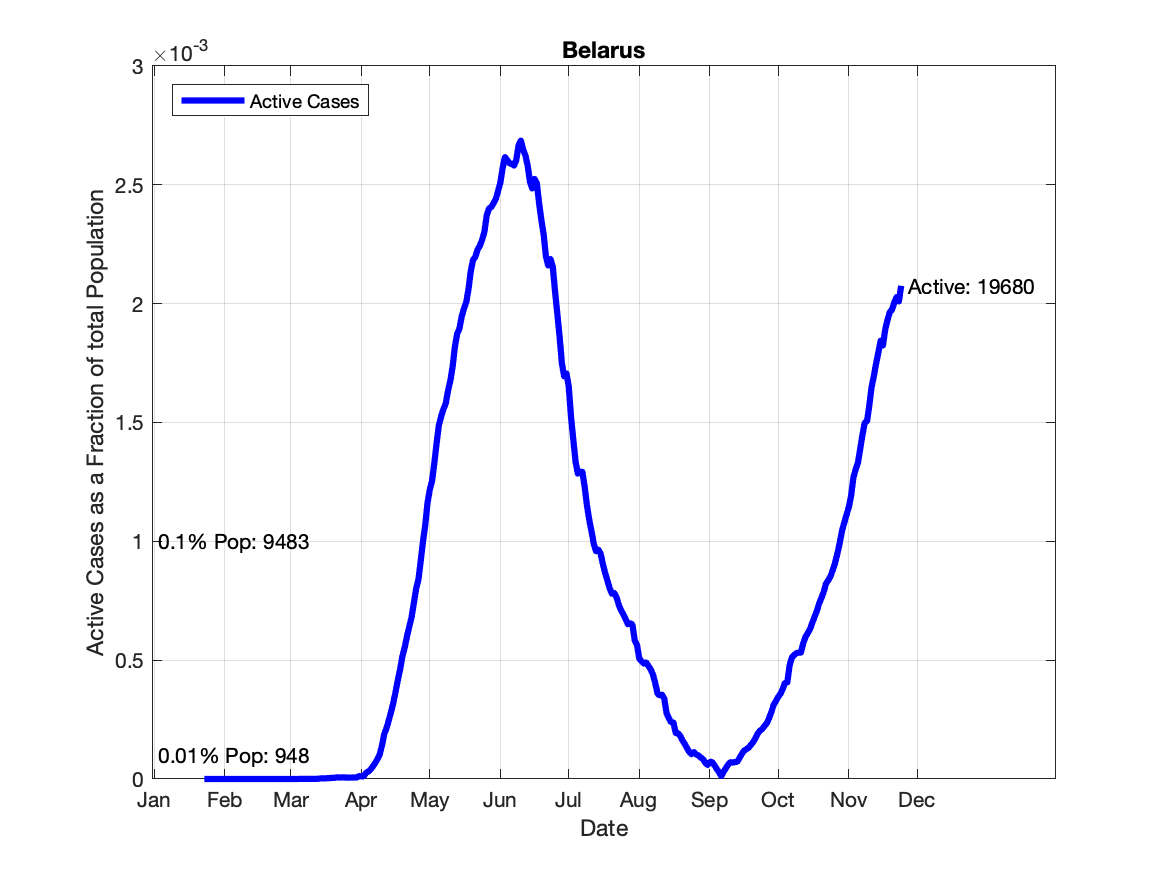 Belarus
×10-3
3
Active Cases
2.5
2
1.5
1
0.5
0
Active: 19680
0.1% Pop: 9483
0.01% Pop: 948
Active Cases as a Fraction of total Population
Jan Feb Mar Apr May Jun Jul Aug Sep Oct Nov Dec
Date